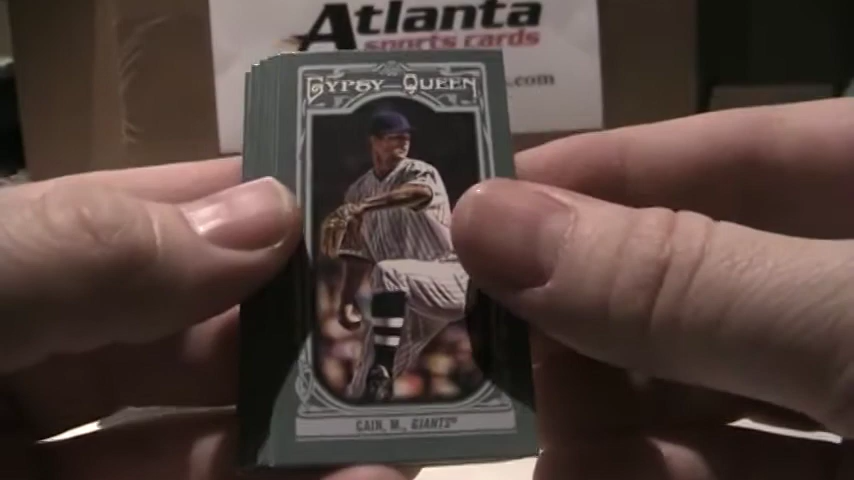 Atlanta
sports cards
.com
GYPSY QUEEN
CAIN, M., GIANTS